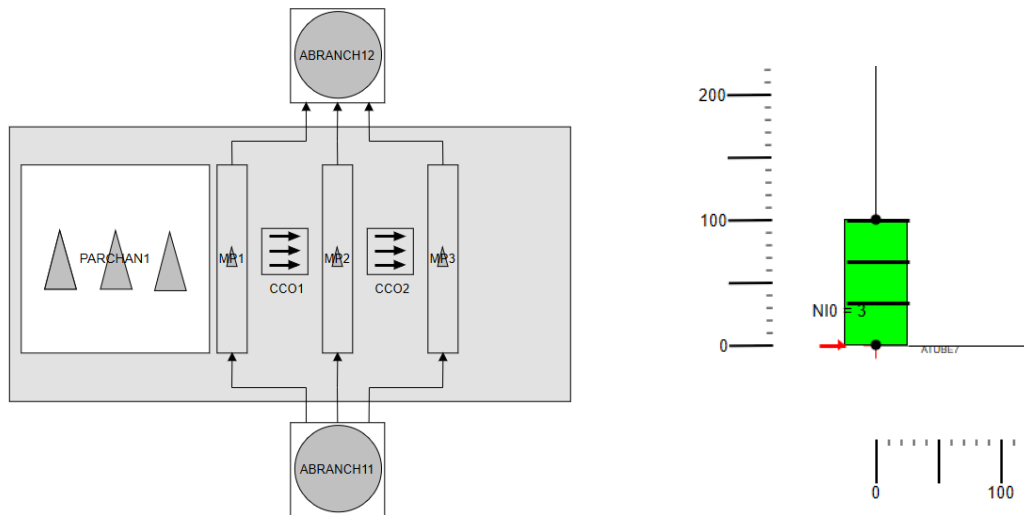 ABRANCH12
PARCHAN1
MP1
MP2
MP3
CCO1
CCO2
ABRANCH11
200
100
0
NI0 = 3
ATUBE7
0
100